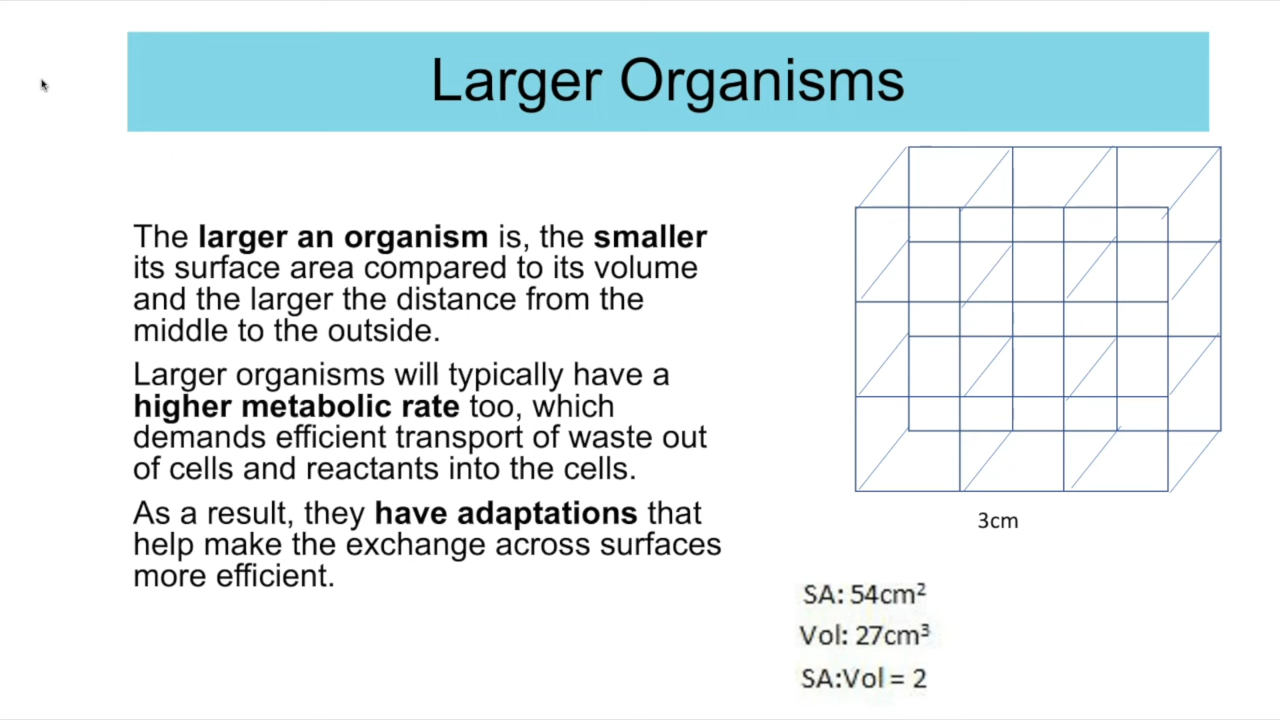 Larger Organisms
The larger an organism is, the smaller
its surface area compared to its volume
and the larger the distance from the
middle to the outside.
Larger organisms will typically have a
higher metabolic rate too, which
demands efficient transport of waste out
of cells and reactants into the cells.
As a result, they have adaptations that
help make the exchange across surfaces
more efficient.
3cm
SA: 54cm²
Vol: 27cm³
SA:Vol = 2